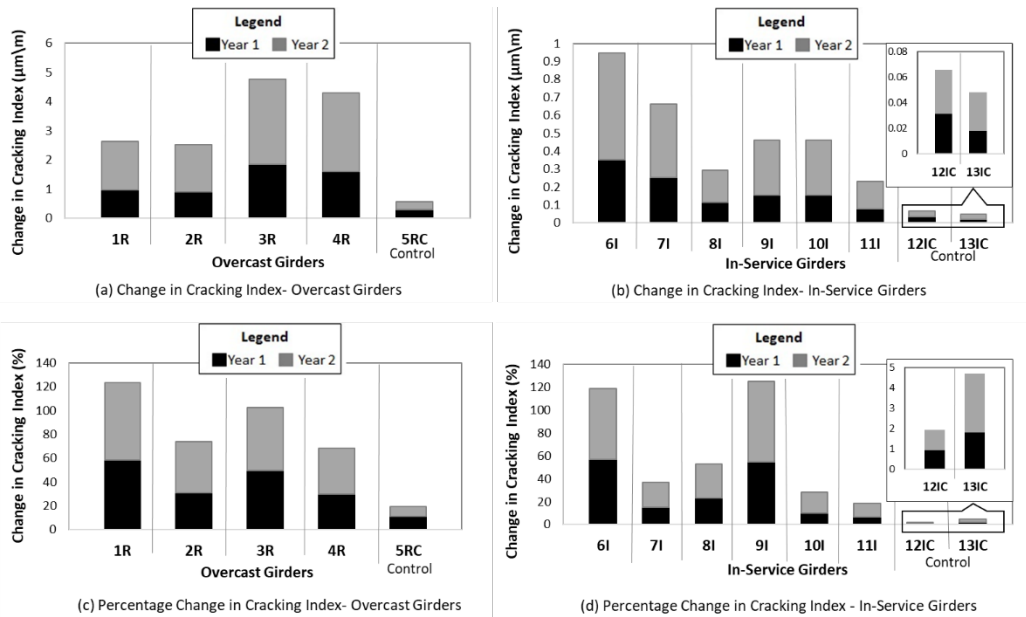 Legend
Year 1 Year 2
Change in Cracking Index (µm\m)
6
5
4
3
2
1
0
1R 2R 3R 4R 5RC
Control
Overcast Girders
(a) Change in Cracking Index- Overcast Girders
Legend
Year 1 Year 2
Change in Cracking Index (µm\m)
1
0.9
0.8
0.7
0.6
0.5
0.4
0.3
0.2
0.1
0
0.08
0.06
0.04
0.02
0
12IC 13IC
6I 7I 8I 9I 10I 11I 12IC 13IC
Control
In-Service Girders
(b) Change in Cracking Index- In-Service Girders
Legend
Year 1 Year 2
Change in Cracking Index (%)
140
120
100
80
60
40
20
0
1R 2R 3R 4R 5RC
Control
Overcast Girders
(c) Percentage Change in Cracking Index- Overcast Girders
Legend
Year 1 Year 2
Change in Cracking Index (%)
140
120
100
80
60
40
20
0
5
4
3
2
1
0
12IC 13IC
6I 7I 8I 9I 10I 11I 12IC 13IC
Control
In-Service Girders
(d) Percentage Change in Cracking Index - In-Service Girders